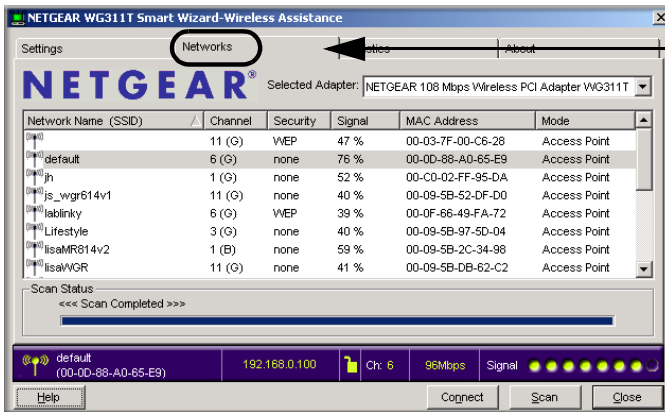 NETGEAR WG311T Smart Wizard-Wireless Assistance
Settings Networks About
NETGEAR® Selected Adapter: NETGEAR 108 Mbps Wireless PCI Adapter WG311T
Network Name (SSID) Channel Security Signal MAC Address Mode
11 (G) WEP 47 % 00-03-7F-00-C6-28 Access Point
default 6 (G) none 76 % 00-0D-88-A0-65-E9 Access Point
jh 1 (G) none 52 % 00-C0-02-FF-95-DA Access Point
js_wgr614v1 11 (G) none 40 % 00-09-5B-52-DF-D0 Access Point
lablinky 6 (G) WEP 39 % 00-0F-66-49-FA-72 Access Point
Lifestyle 3 (G) none 40 % 00-09-5B-97-5D-04 Access Point
lisaMR814v2 1 (B) none 59 % 00-09-5B-2C-34-98 Access Point
lisaWGR 11 (G) none 41 % 00-09-5B-DB-62-C2 Access Point
Scan Status
<<< Scan Completed >>>
default
(00-0D-88-A0-65-E9) 192.168.0.100 Ch: 6 96Mbps Signal
Help Connect Scan Close